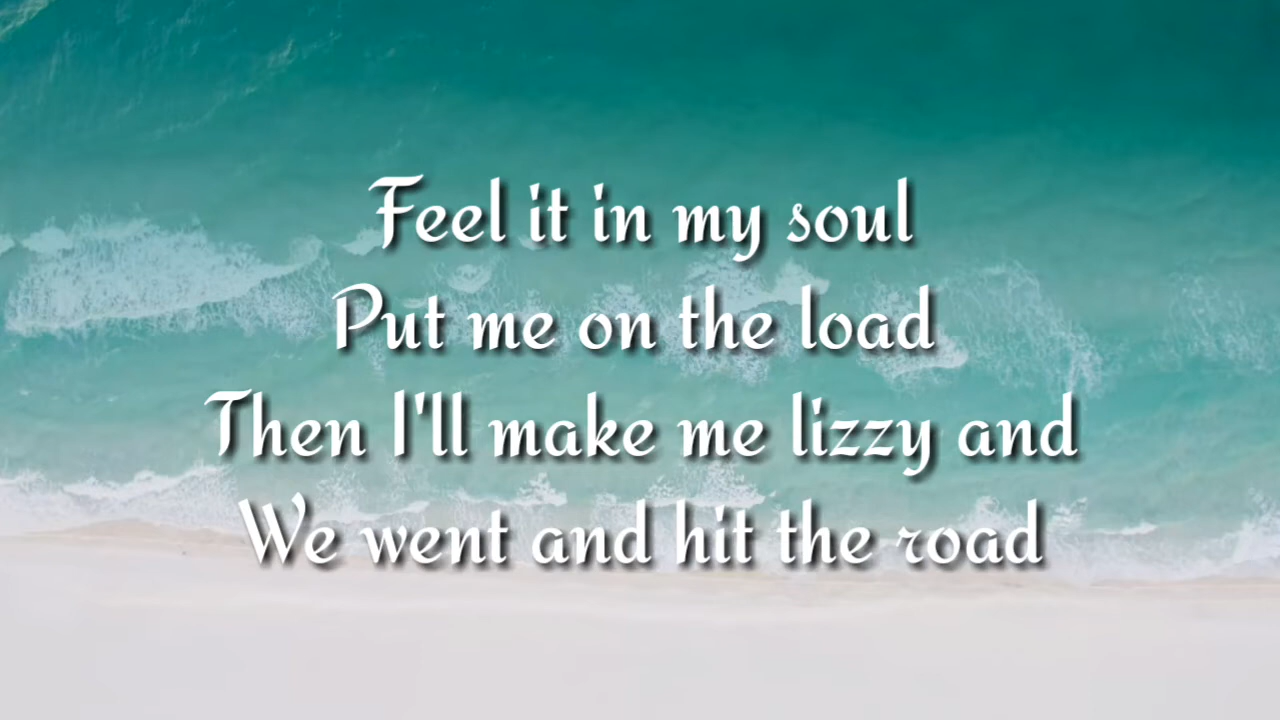 Feel it in my soul
Put me on the load
Then I'll make me lizzy and
We went and hit the road